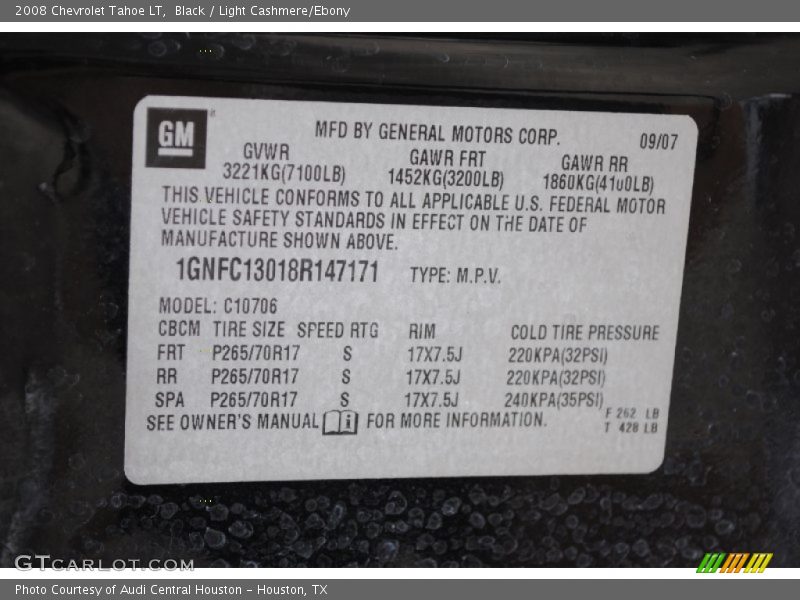 2008 Chevrolet Tahoe LT, Black / Light Cashmere/Ebony
GM MFD BY GENERAL MOTORS CORP. 09/07
GVWR GAWR FRT GAWR RR
3221KG(7100LB) 1452KG(3200LB) 1860KG(4100LB)
THIS VEHICLE CONFORMS TO ALL APPLICABLE U.S. FEDERAL MOTOR
VEHICLE SAFETY STANDARDS IN EFFECT ON THE DATE OF
MANUFACTURE SHOWN ABOVE.
1GNFC13018R147171 TYPE: M.P.V.
MODEL: C10706
CBCM TIRE SIZE SPEED RTG RIM COLD TIRE PRESSURE
FRT P265/70R17 S 17X7.5J 220KPA(32PSI)
RR P265/70R17 S 17X7.5J 220KPA(32PSI)
SPA P265/70R17 S 17X7.5J 240KPA(35PSI)
SEE OWNER'S MANUAL i FOR MORE INFORMATION.
F 262 LB
T 428 LB
GTCARLOT.COM
Photo Courtesy of Audi Central Houston - Houston, TX